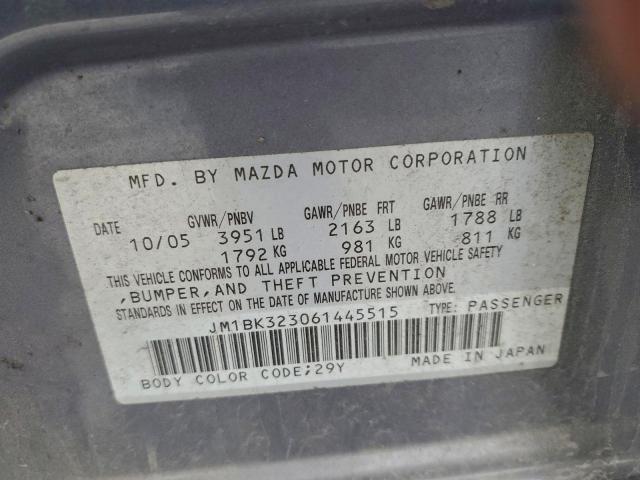 MFD. BY MAZDA MOTOR CORPORATION
DATE GVWR/PNBV GAWR/PNBE FRT GAWR/PNBE RR
10/05 3951 LB 2163 LB 1788 LB
1792 KG 981 KG 811 KG
THIS VEHICLE CONFORMS TO ALL APPLICABLE FEDERAL MOTOR VEHICLE SAFETY
,BUMPER,AND THEFT PREVENTION
STANDARDS IN EFFECT ON THE DATE OF MANUFACTURE SHOWN ABOVE.
JM1BK323061445515 TYPE: PASSENGER
BODY COLOR CODE;29Y MADE IN JAPAN